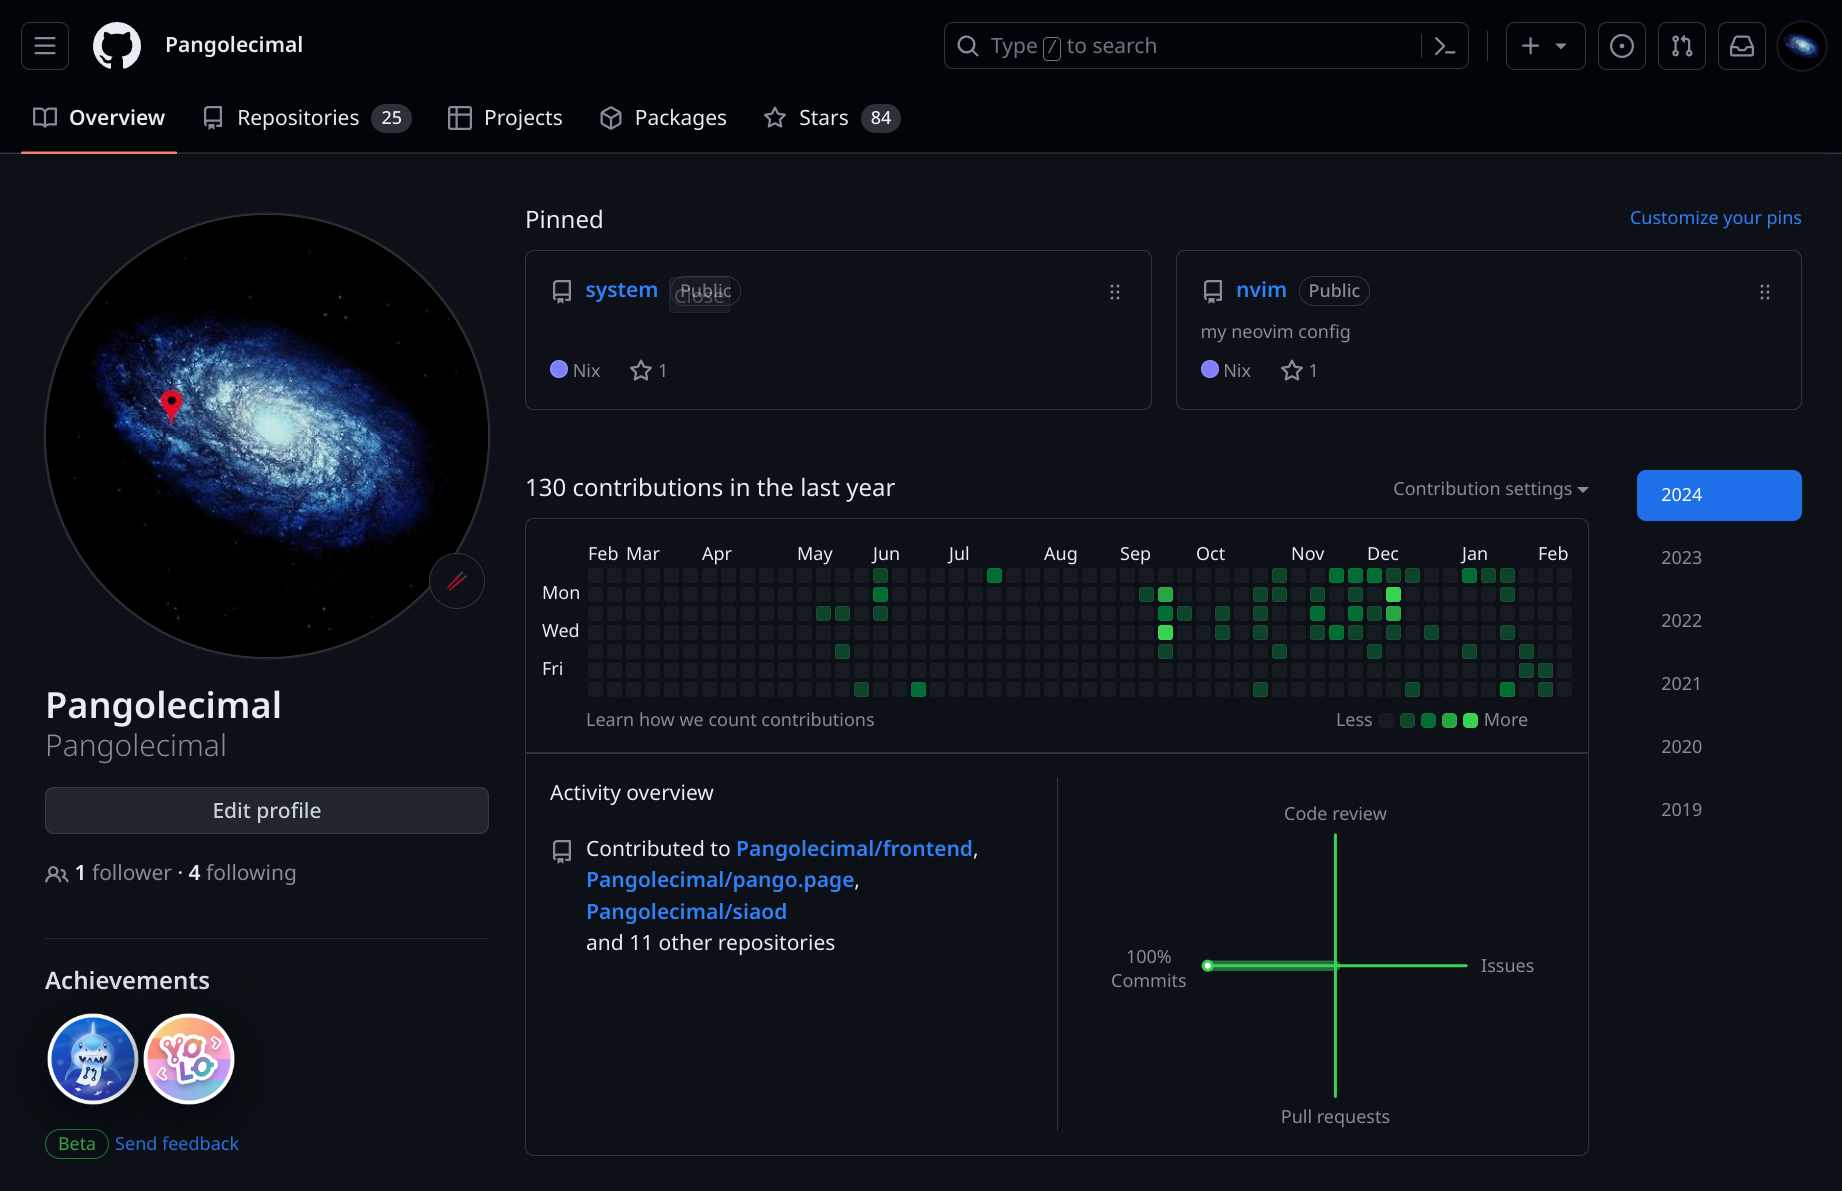 Pangolecimal
Type / to search
Overview
Repositories 25
Projects
Packages
Stars 84
Pinned
Customize your pins
system Public
Close
Nix 1
nvim Public
my neovim config
Nix 1
130 contributions in the last year
Contribution settings
2024
2023
2022
2021
2020
2019
Feb Mar Apr May Jun Jul Aug Sep Oct Nov Dec Jan Feb
Mon
Wed
Fri
Learn how we count contributions
Less More
Pangolecimal
Pangolecimal
Edit profile
1 follower · 4 following
Achievements
YOLO
Beta Send feedback
Activity overview
Contributed to Pangolecimal/frontend,
Pangolecimal/pango.page,
Pangolecimal/siaod
and 11 other repositories
Code review
100%
Commits
Issues
Pull requests